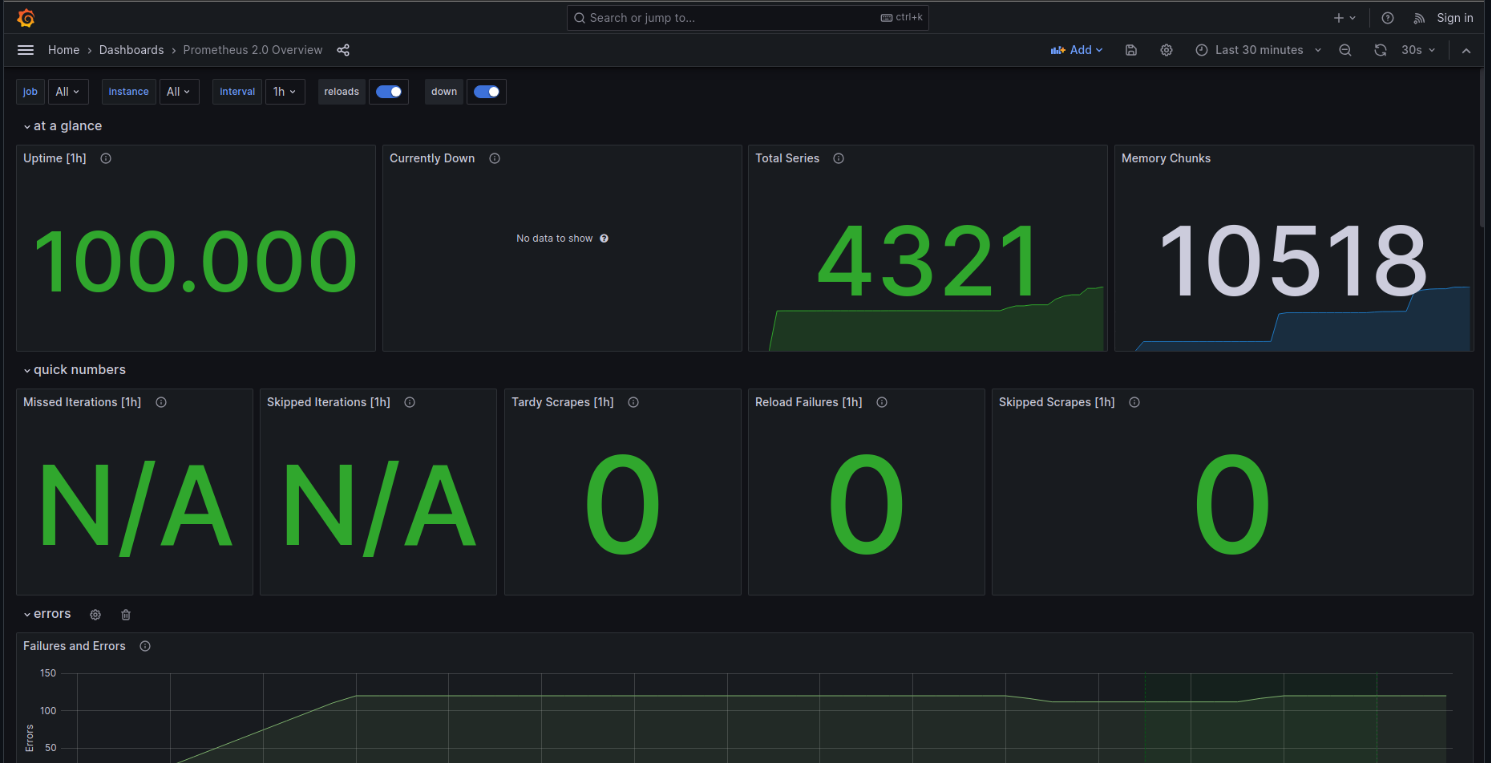 Search or jump to... ctrl+k Sign in
Home › Dashboards › Prometheus 2.0 Overview Add Last 30 minutes 30s
job All instance All interval 1h reloads down
at a glance
Uptime [1h] Currently Down Total Series Memory Chunks
100.000 No data to show 4321 10518
quick numbers
Missed Iterations [1h] Skipped Iterations [1h] Tardy Scrapes [1h] Reload Failures [1h] Skipped Scrapes [1h]
N/A N/A 0 0 0
errors
Failures and Errors
150
100
50
Errors